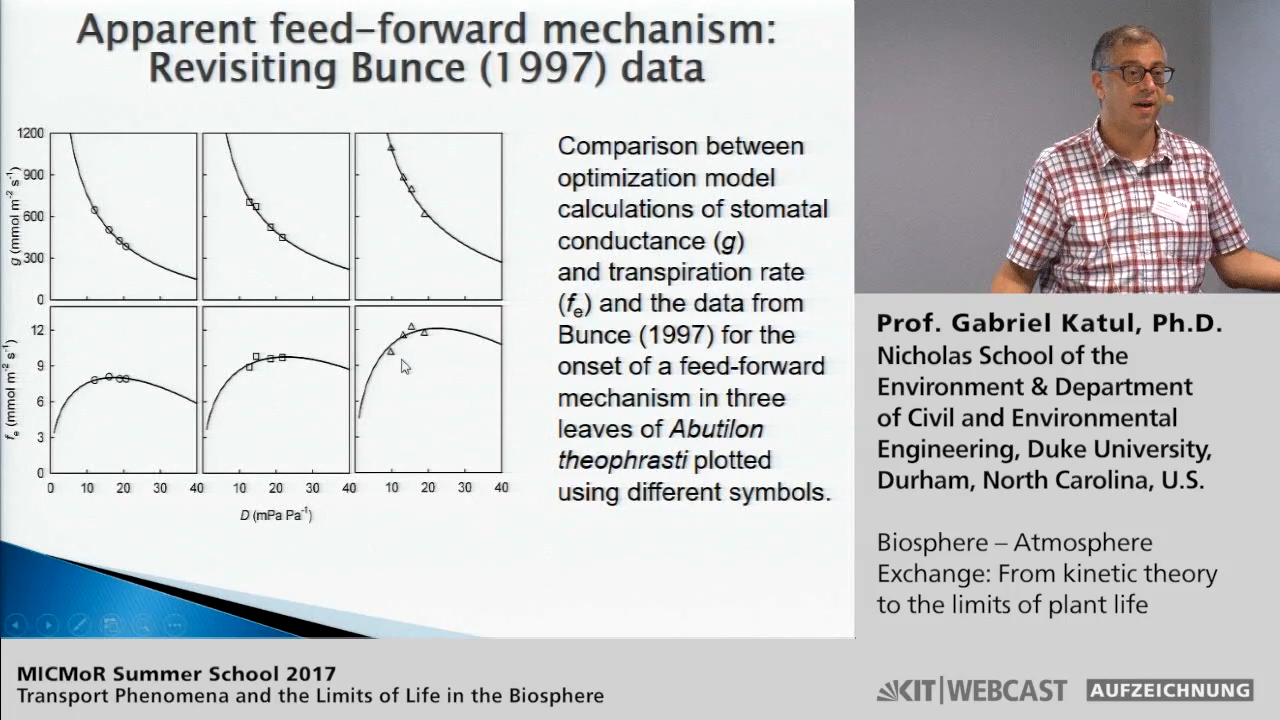 Apparent feed-forward mechanism:
Revisiting Bunce (1997) data
1200
900
600
300
0
g (mmol m⁻² s⁻¹)
12
9
6
3
0
fₑ (mmol m⁻² s⁻¹)
0 10 20 30 40 10 20 30 40 10 20 30 40
D (mPa Pa⁻¹)
Comparison between
optimization model
calculations of stomatal
conductance (g)
and transpiration rate
(fₑ) and the data from
Bunce (1997) for the
onset of a feed-forward
mechanism in three
leaves of Abutilon
theophrasti plotted
using different symbols.
Prof. Gabriel Katul, Ph.D.
Nicholas School of the
Environment & Department
of Civil and Environmental
Engineering, Duke University,
Durham, North Carolina, U.S.
Biosphere – Atmosphere
Exchange: From kinetic theory
to the limits of plant life
MICMoR Summer School 2017
Transport Phenomena and the Limits of Life in the Biosphere
KIT|WEBCAST
AUFZEICHNUNG